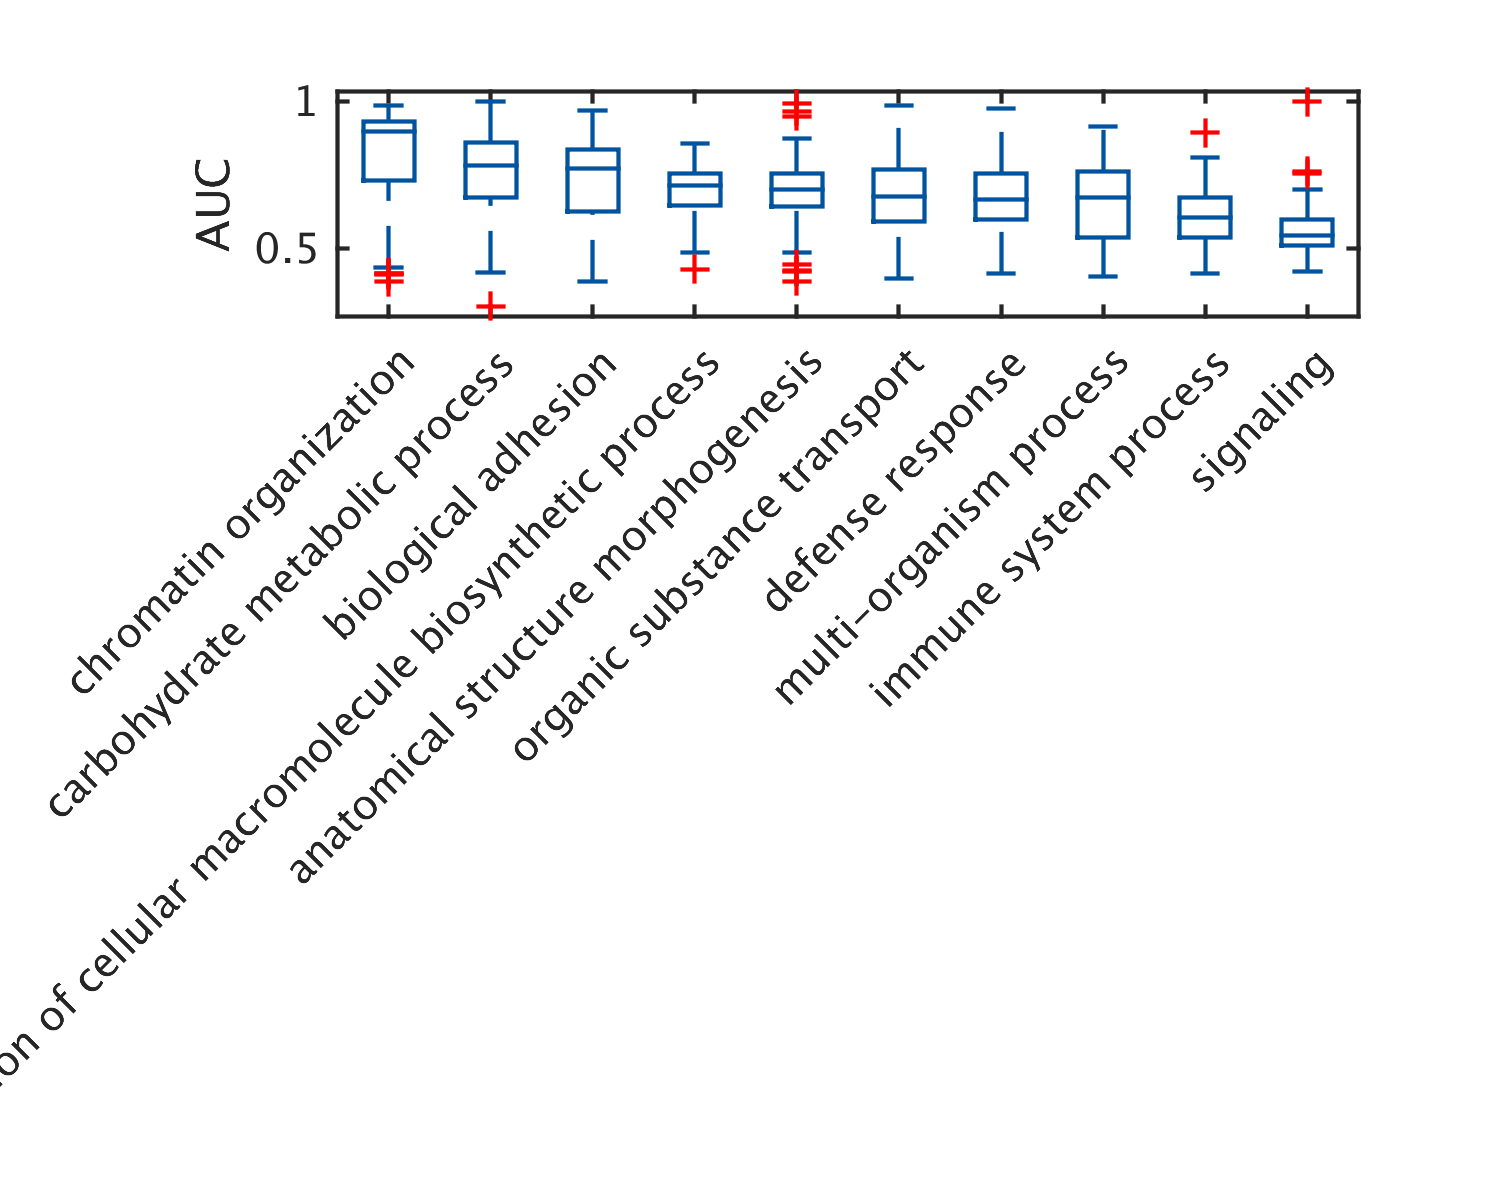 1
0.5
AUC
chromatin organization
carbohydrate metabolic process
biological adhesion
of cellular macromolecule biosynthetic process
anatomical structure morphogenesis
organic substance transport
defense response
multi−organism process
immune system process
signaling